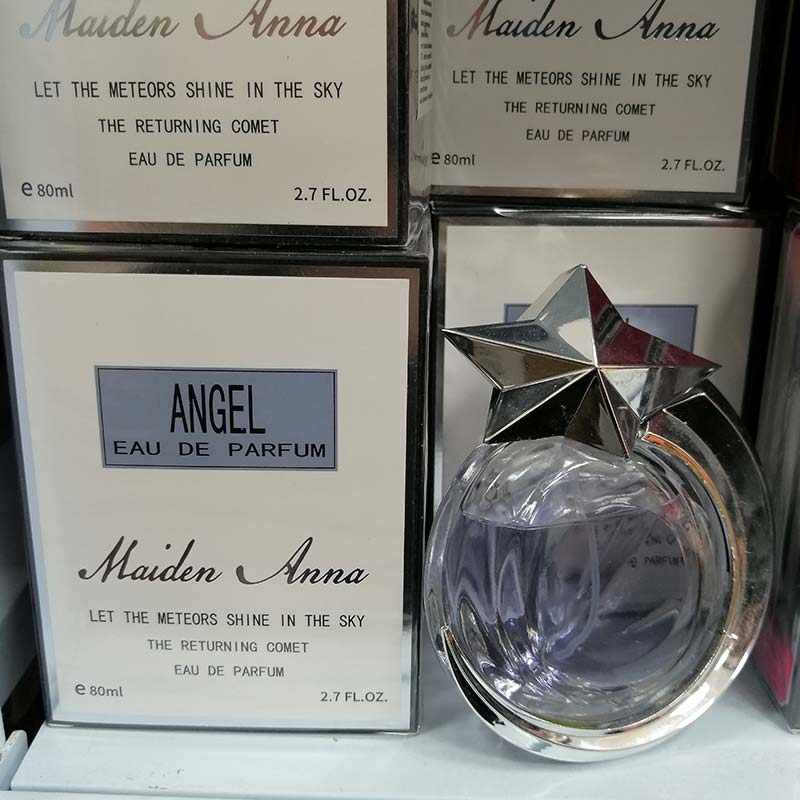 Maiden Anna
LET THE METEORS SHINE IN THE SKY
THE RETURNING COMET
EAU DE PARFUM
e 80ml
2.7 FL.OZ.
Maiden Anna
LET THE METEORS SHINE IN THE SKY
THE RETURNING COMET
EAU DE PARFUM
e 80ml
2.7 FL.OZ.
ANGEL
EAU DE PARFUM
Maiden Anna
LET THE METEORS SHINE IN THE SKY
THE RETURNING COMET
EAU DE PARFUM
e 80ml
2.7 FL.OZ.